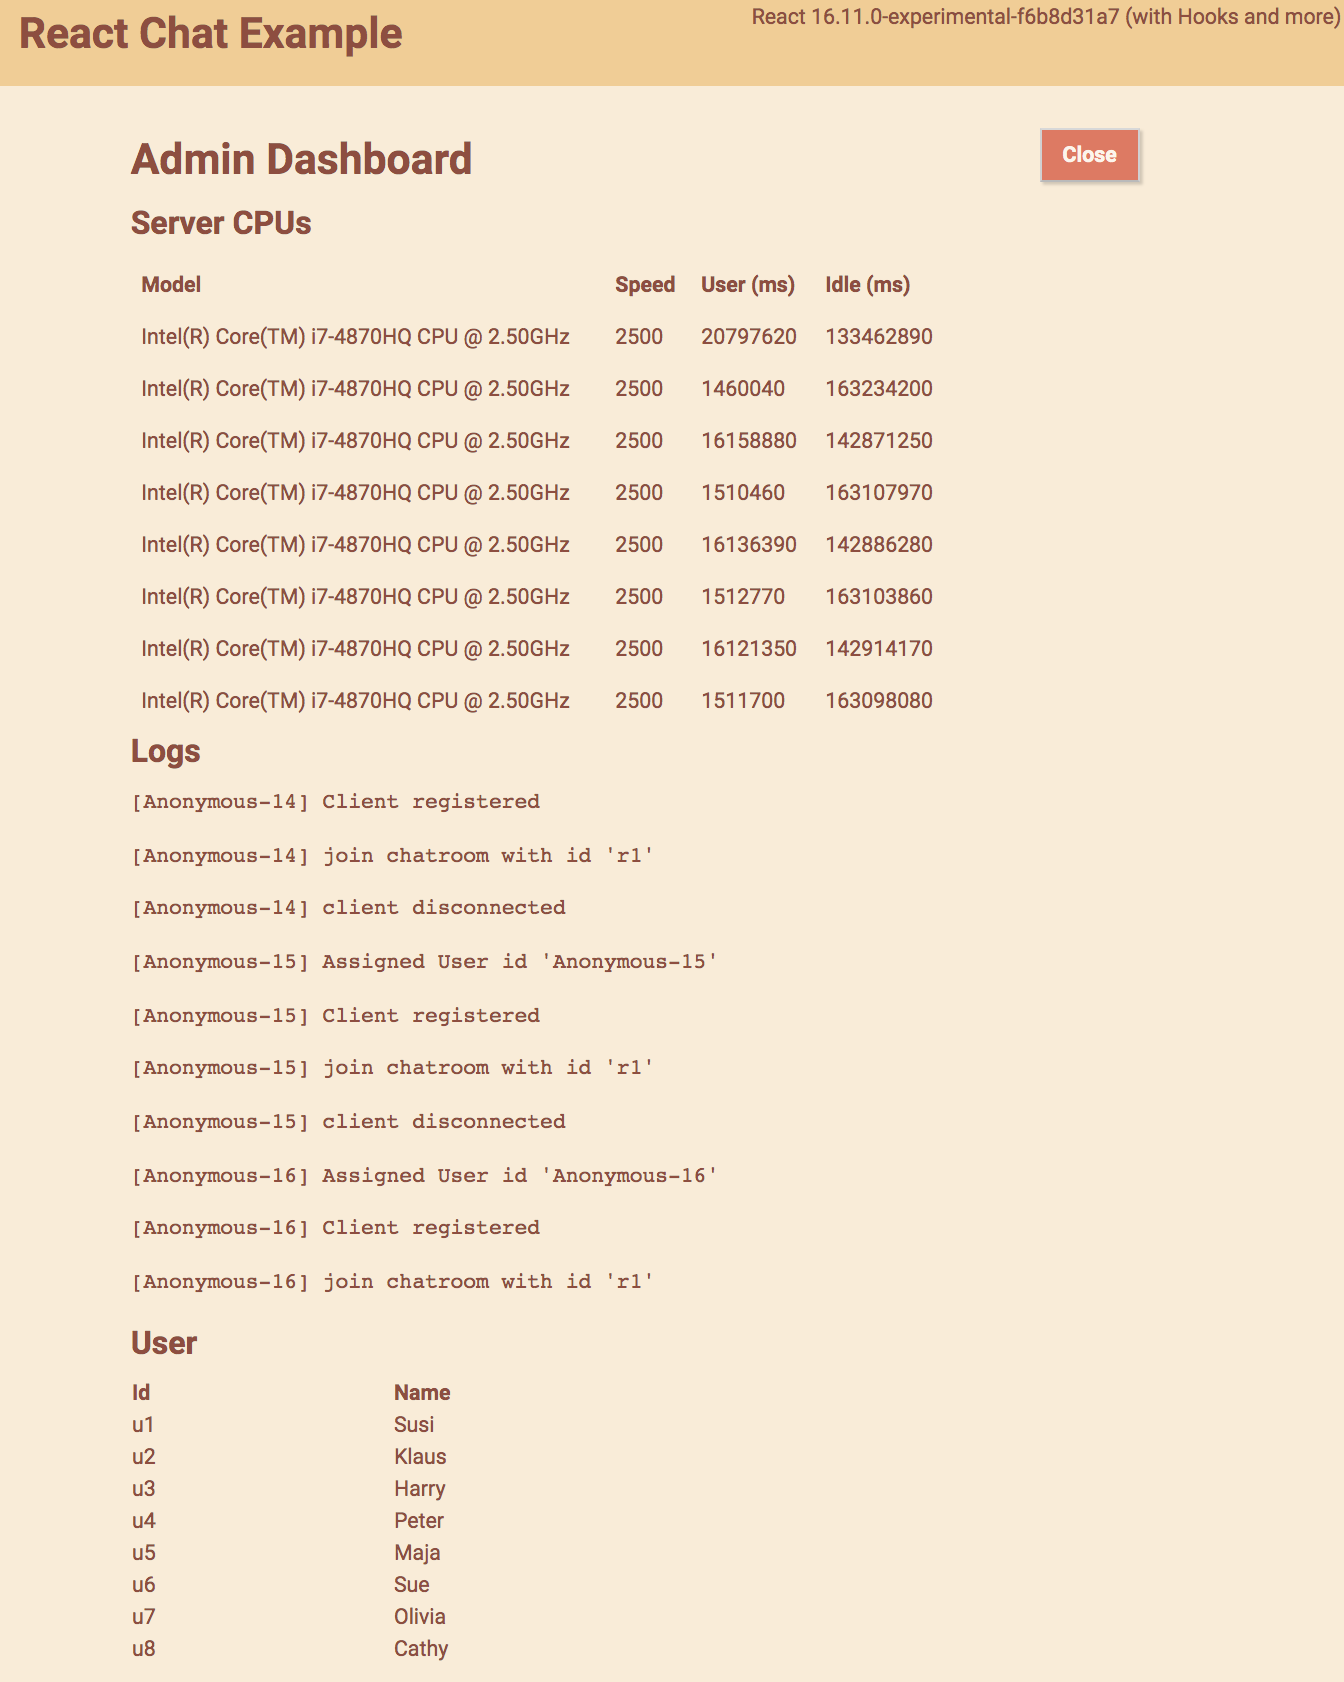 React Chat Example
React 16.11.0-experimental-f6b8d31a7 (with Hooks and more)
Admin Dashboard
Close
Server CPUs
Model Speed User (ms) Idle (ms)
Intel(R) Core(TM) i7-4870HQ CPU @ 2.50GHz 2500 20797620 133462890
Intel(R) Core(TM) i7-4870HQ CPU @ 2.50GHz 2500 1460040 163234200
Intel(R) Core(TM) i7-4870HQ CPU @ 2.50GHz 2500 16158880 142871250
Intel(R) Core(TM) i7-4870HQ CPU @ 2.50GHz 2500 1510460 163107970
Intel(R) Core(TM) i7-4870HQ CPU @ 2.50GHz 2500 16136390 142886280
Intel(R) Core(TM) i7-4870HQ CPU @ 2.50GHz 2500 1512770 163103860
Intel(R) Core(TM) i7-4870HQ CPU @ 2.50GHz 2500 16121350 142914170
Intel(R) Core(TM) i7-4870HQ CPU @ 2.50GHz 2500 1511700 163098080
Logs
[Anonymous-14] Client registered
[Anonymous-14] join chatroom with id 'r1'
[Anonymous-14] client disconnected
[Anonymous-15] Assigned User id 'Anonymous-15'
[Anonymous-15] Client registered
[Anonymous-15] join chatroom with id 'r1'
[Anonymous-15] client disconnected
[Anonymous-16] Assigned User id 'Anonymous-16'
[Anonymous-16] Client registered
[Anonymous-16] join chatroom with id 'r1'
User
Id Name
u1 Susi
u2 Klaus
u3 Harry
u4 Peter
u5 Maja
u6 Sue
u7 Olivia
u8 Cathy